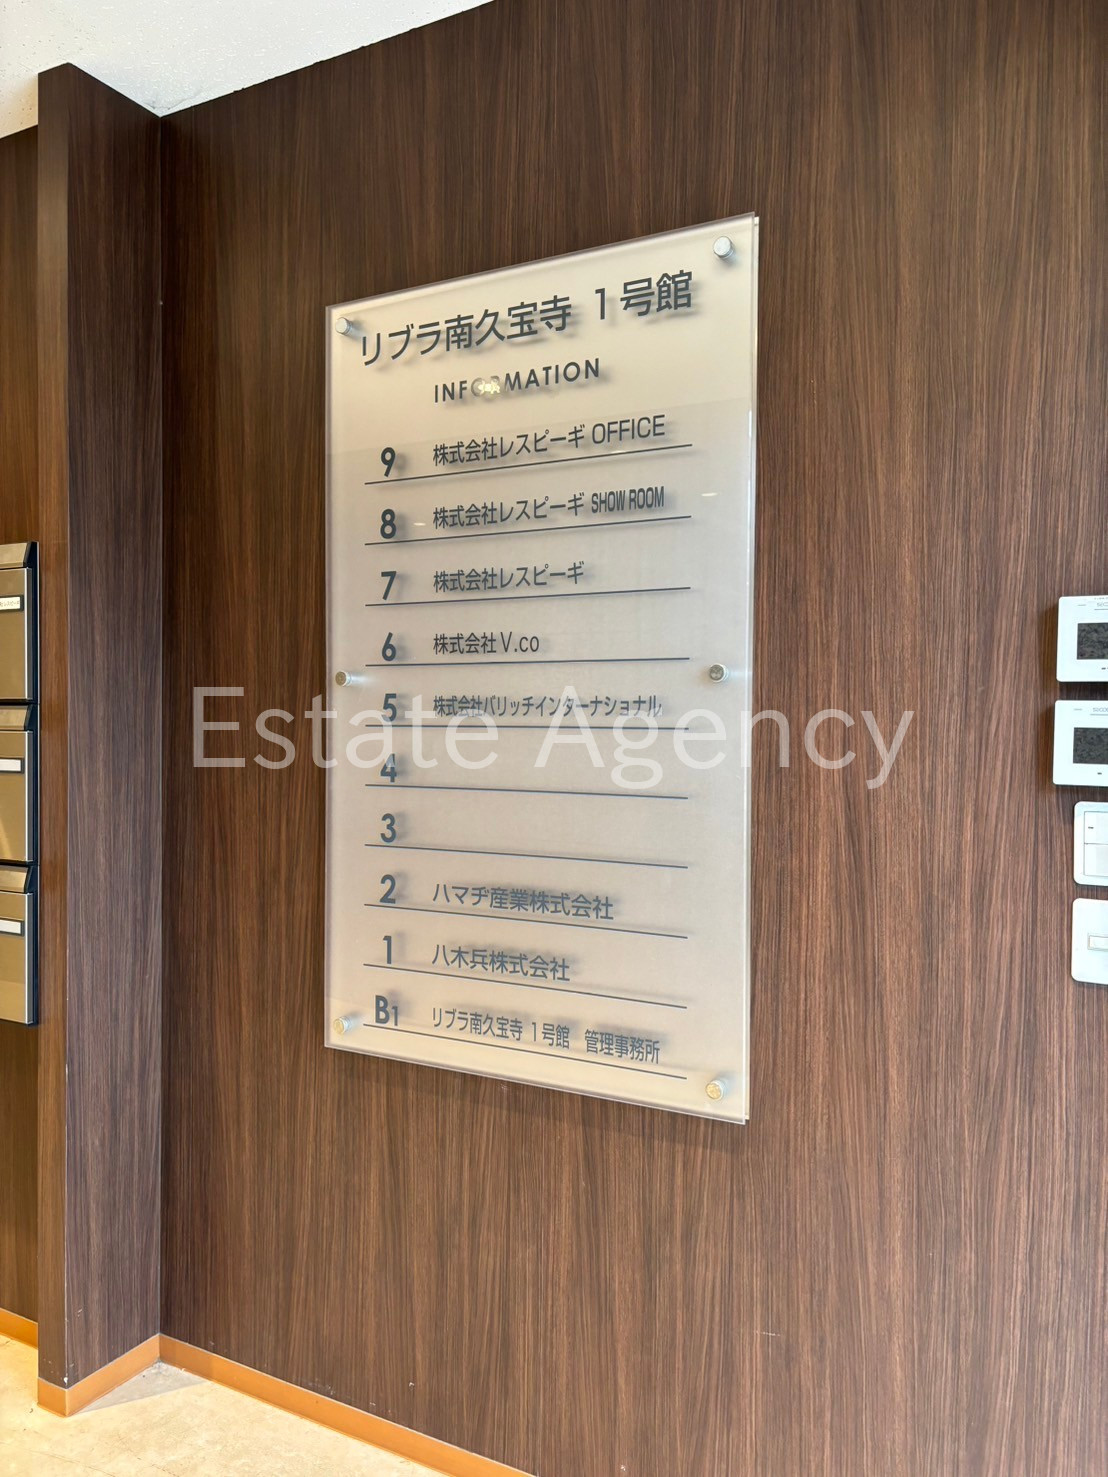 リブラ南久宝寺 1号館
INFORMATION
9 株式会社レスピーギ OFFICE
8 株式会社レスピーギ SHOW ROOM
7 株式会社レスピーギ
6 株式会社V.co
5 株式会社バリッチインターナショナル
4
3
2 ハマヂ産業株式会社
1 八木兵株式会社
B1 リブラ南久宝寺 1号館 管理事務所
Estate Agency